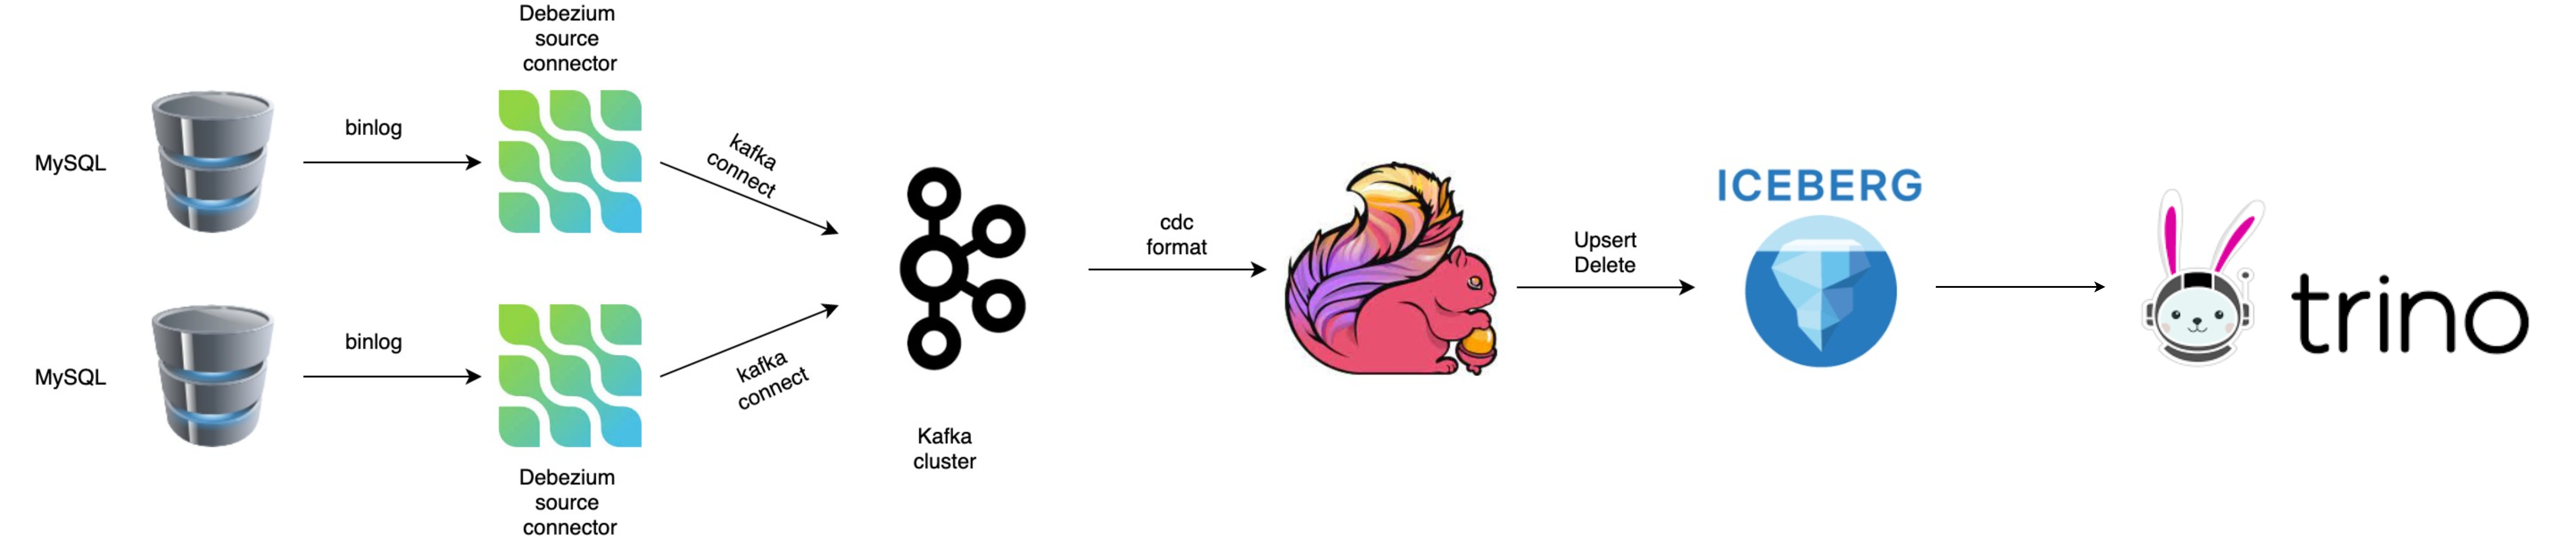 Debezium
source
connector
MySQL
binlog
kafka
connect
MySQL
binlog
kafka
connect
Debezium
source
connector
Kafka
cluster
cdc
format
Upsert
Delete
ICEBERG
trino